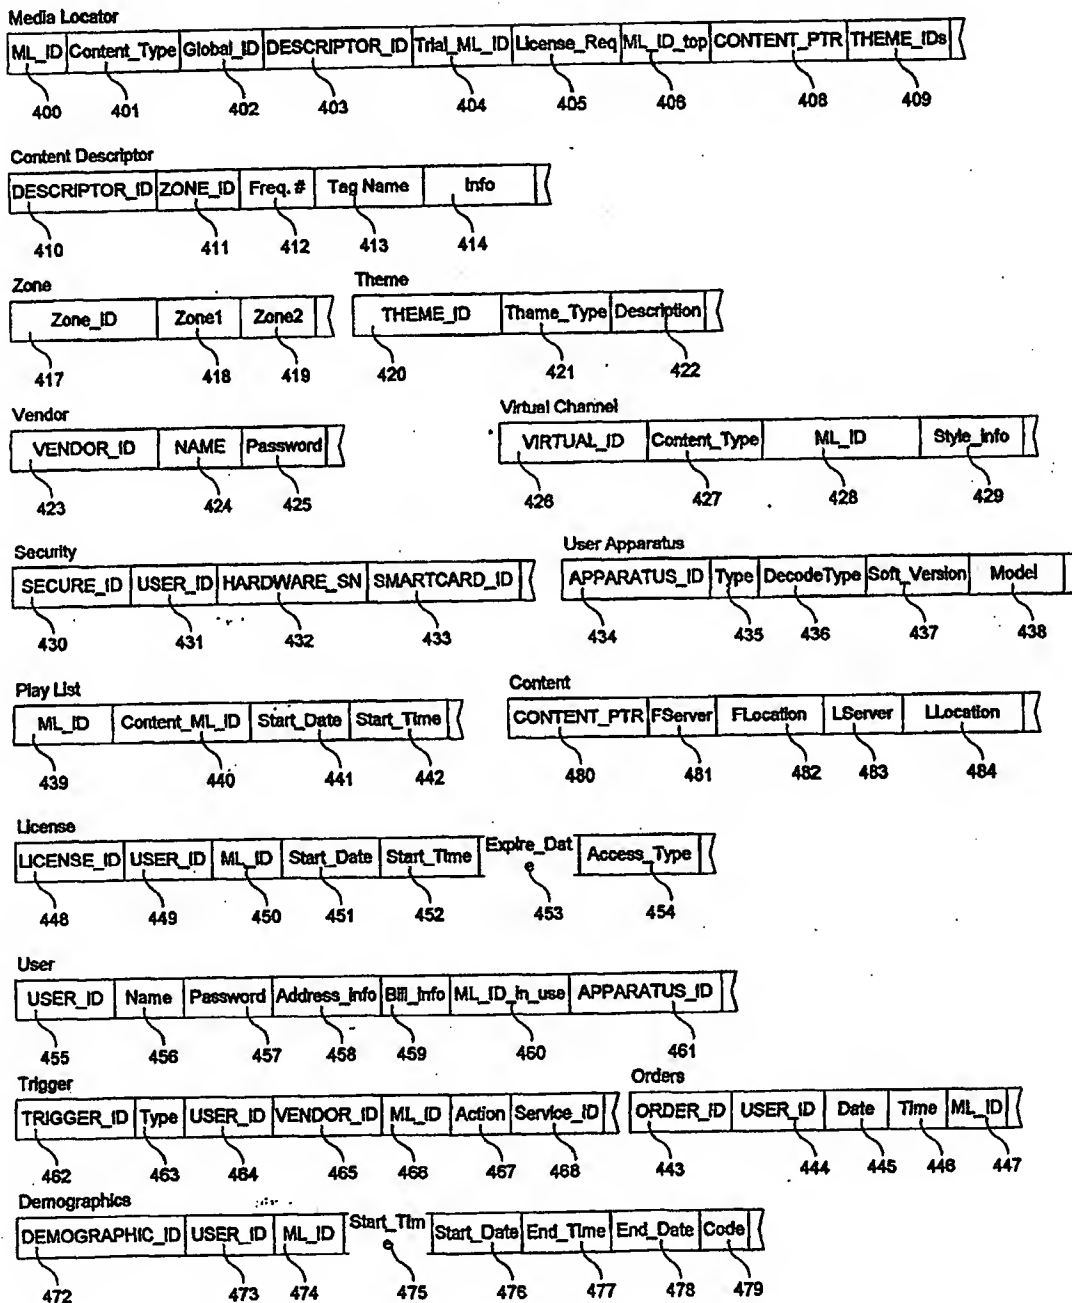 Media Locator
ML_ID Content_Type Global_ID DESCRIPTOR_ID Trial_ML_ID License_Req ML_ID_top CONTENT_PTR THEME_IDs
400 401 402 403 404 405 406 408 409
Content Descriptor
DESCRIPTOR_ID ZONE_ID Freq. # Tag Name Info
410 411 412 413 414
Zone
Zone_ID Zone1 Zone2
417 418 419
Theme
THEME_ID Thame_Type Description
420 421 422
Vendor
VENDOR_ID NAME Password
423 424 425
Virtual Channel
VIRTUAL_ID Content_Type ML_ID Style_info
426 427 428 429
Security
SECURE_ID USER_ID HARDWARE_SN SMARTCARD_ID
430 431 432 433
User Apparatus
APPARATUS_ID Type DecodeType Soft_Version Model
434 435 436 437 438
Play List
ML_ID Content_ML_ID Start_Date Start_Time
439 440 441 442
Content
CONTENT_PTR FServer FLocation LServer LLocation
480 481 482 483 484
License
LICENSE_ID USER_ID ML_ID Start_Date Start_Time Expire_Dat e Access_Type
448 449 450 451 452 453 454
User
USER_ID Name Password Address_info Bill_info ML_ID_in_use APPARATUS_ID
455 456 457 458 459 460 461
Trigger
TRIGGER_ID Type USER_ID VENDOR_ID ML_ID Action Service_ID
462 463 464 465 466 467 468
Orders
ORDER_ID USER_ID Date Time ML_ID
443 444 445 446 447
Demographics
DEMOGRAPHIC_ID USER_ID ML_ID Start_Tim e Start_Date End_Time End_Date Code
472 473 474 475 476 477 478 479